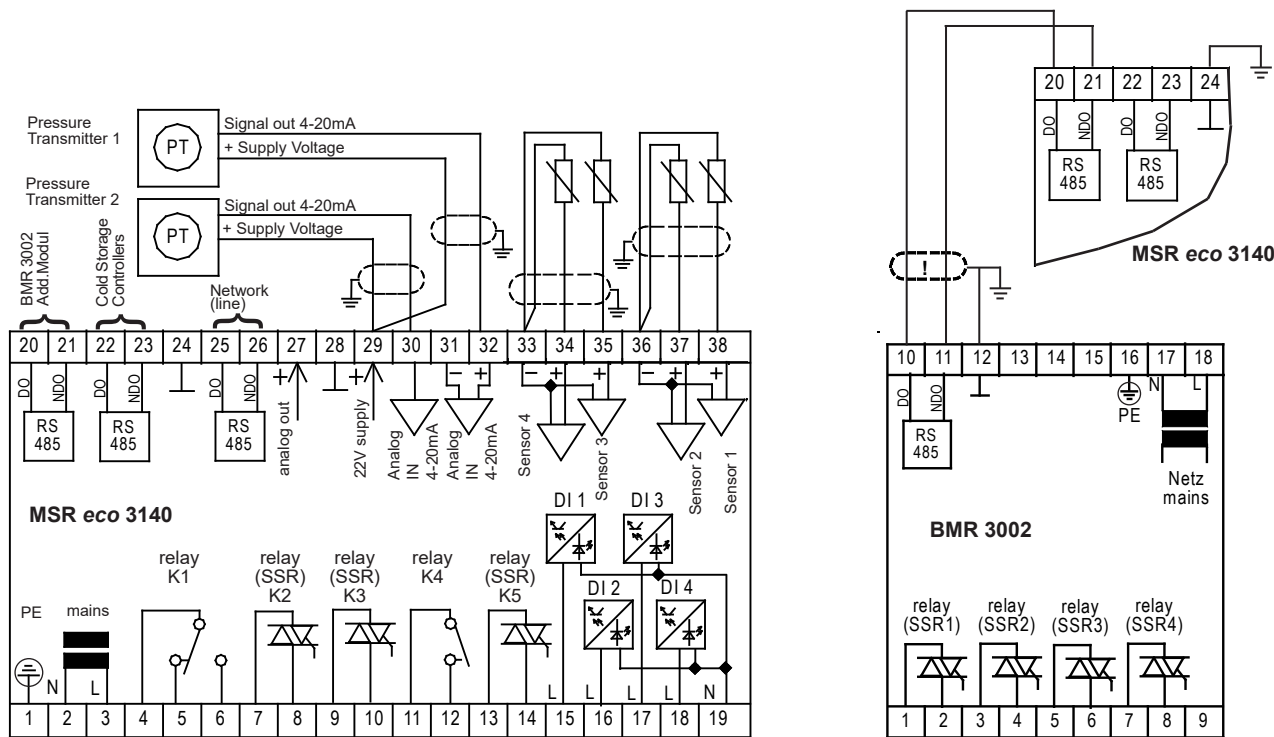 Pressure
Transmitter 1
PT
Signal out 4-20mA
+ Supply Voltage
Pressure
Transmitter 2
PT
Signal out 4-20mA
+ Supply Voltage
BMR 3002
Add.Modul
Cold Storage
Controllers
Network
(line)
20 21 22 23 24 25 26 27 28 29 30 31 32 33 34 35 36 37 38
DO NDO DO NDO DO NDO + + - + - + + - + +
RS
485
RS
485
RS
485
analog out
22V supply
Analog
IN
4-20mA
Analog
IN
4-20mA
Sensor 4
Sensor 3
Sensor 2
Sensor 1
MSR eco 3140
DI 1
DI 3
DI 2
DI 4
PE
mains
N L
relay
K1
relay
(SSR)
K2
relay
(SSR)
K3
relay
K4
relay
(SSR)
K5
L L L L N
1 2 3 4 5 6 7 8 9 10 11 12 13 14 15 16 17 18 19
20 21 22 23 24
DO NDO DO NDO
RS
485
RS
485
MSR eco 3140
!
10 11 12 13 14 15 16 17 18
DO NDO
RS
485
PE
N L
Netz
mains
BMR 3002
relay
(SSR1)
relay
(SSR2)
relay
(SSR3)
relay
(SSR4)
1 2 3 4 5 6 7 8 9